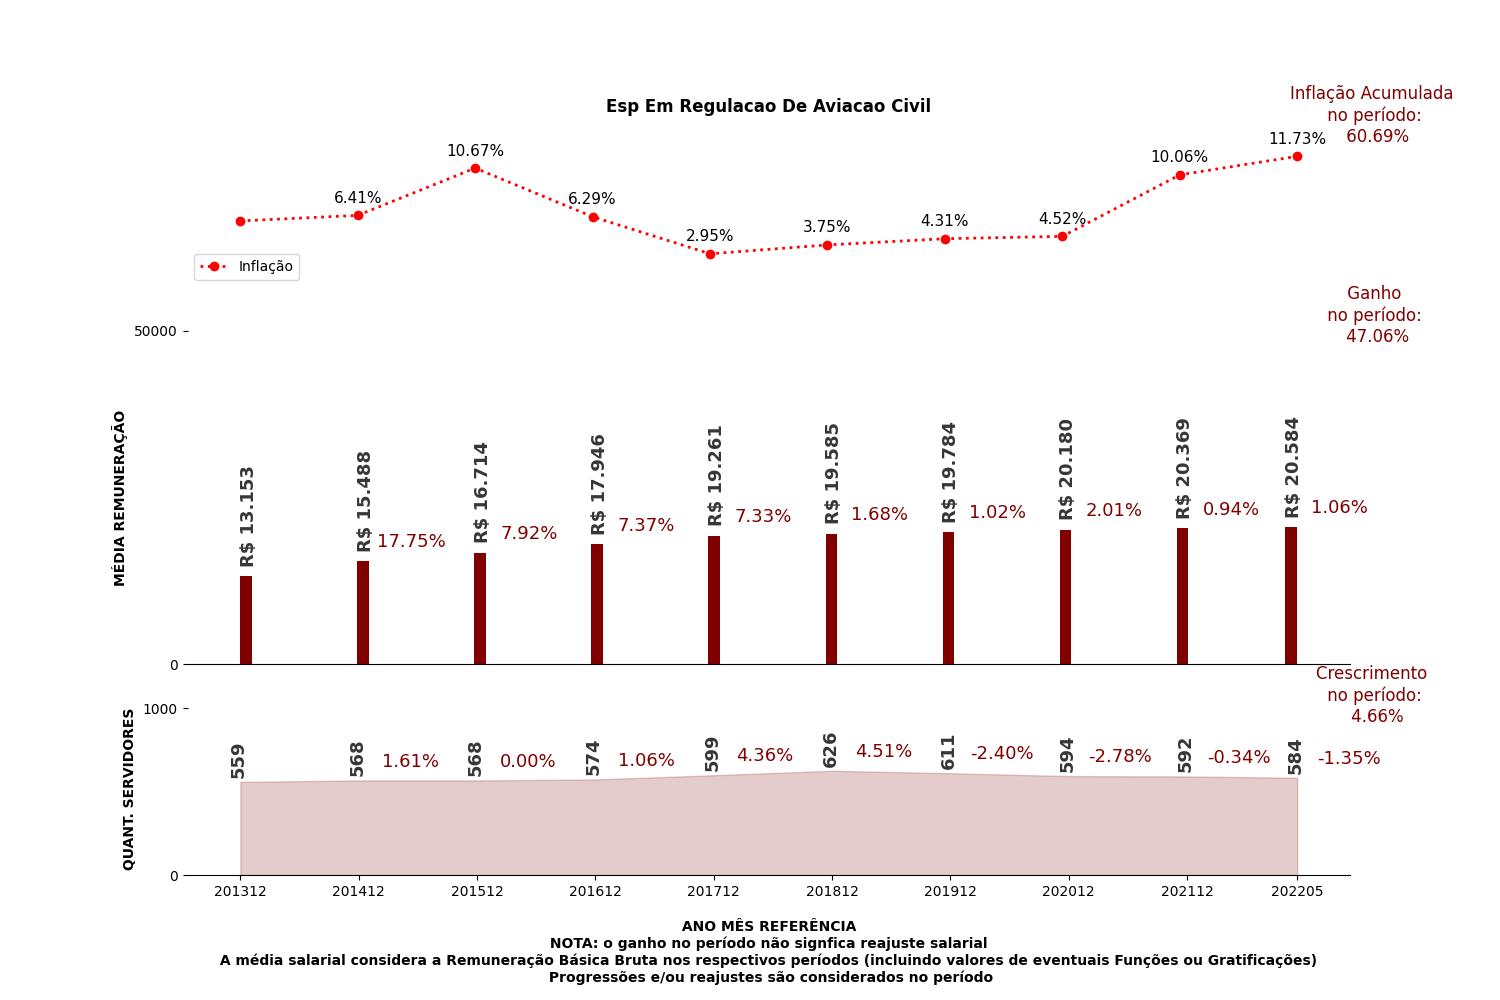 Esp Em Regulacao De Aviacao Civil
Inflação Acumulada
no período:
60.69%
6.41%
10.67%
6.29%
2.95%
3.75%
4.31%
4.52%
10.06%
11.73%
Inflação
Ganho
no período:
47.06%
50000
0
MÉDIA REMUNERAÇÃO
R$ 13.153
R$ 15.488
R$ 16.714
R$ 17.946
R$ 19.261
R$ 19.585
R$ 19.784
R$ 20.180
R$ 20.369
R$ 20.584
17.75%
7.92%
7.37%
7.33%
1.68%
1.02%
2.01%
0.94%
1.06%
Crescrimento
no período:
4.66%
1000
0
QUANT. SERVIDORES
559
568
568
574
599
626
611
594
592
584
1.61%
0.00%
1.06%
4.36%
4.51%
-2.40%
-2.78%
-0.34%
-1.35%
201312
201412
201512
201612
201712
201812
201912
202012
202112
202205
ANO MÊS REFERÊNCIA
NOTA: o ganho no período não signfica reajuste salarial
A média salarial considera a Remuneração Básica Bruta nos respectivos períodos (incluindo valores de eventuais Funções ou Gratificações)
Progressões e/ou reajustes são considerados no período